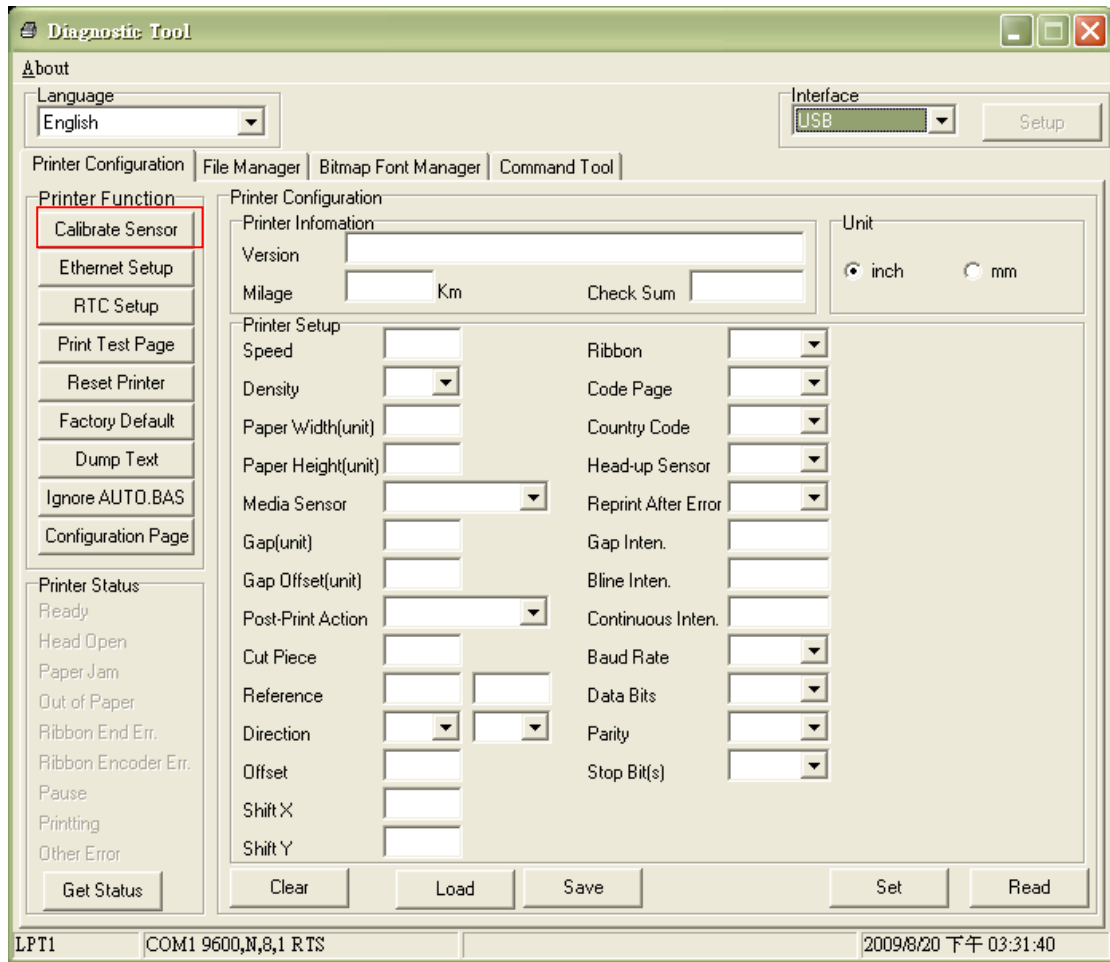 Diagnostic Tool
About
Language
English
Interface
USB
Setup
Printer Configuration
File Manager
Bitmap Font Manager
Command Tool
Printer Function
Calibrate Sensor
Ethernet Setup
RTC Setup
Print Test Page
Reset Printer
Factory Default
Dump Text
Ignore AUTO.BAS
Configuration Page
Printer Status
Ready
Head Open
Paper Jam
Out of Paper
Ribbon End Err.
Ribbon Encoder Err.
Pause
Printting
Other Error
Get Status
Printer Configuration
Printer Infomation
Version
Milage
Km
Check Sum
Unit
inch
mm
Printer Setup
Speed
Density
Paper Width(unit)
Paper Height(unit)
Media Sensor
Gap(unit)
Gap Offset(unit)
Post-Print Action
Cut Piece
Reference
Direction
Offset
Shift X
Shift Y
Ribbon
Code Page
Country Code
Head-up Sensor
Reprint After Error
Gap Inten.
Bline Inten.
Continuous Inten.
Baud Rate
Data Bits
Parity
Stop Bit(s)
Clear
Load
Save
Set
Read
LPT1
COM1 9600,N,8,1 RTS
2009/8/20 下午 03:31:40